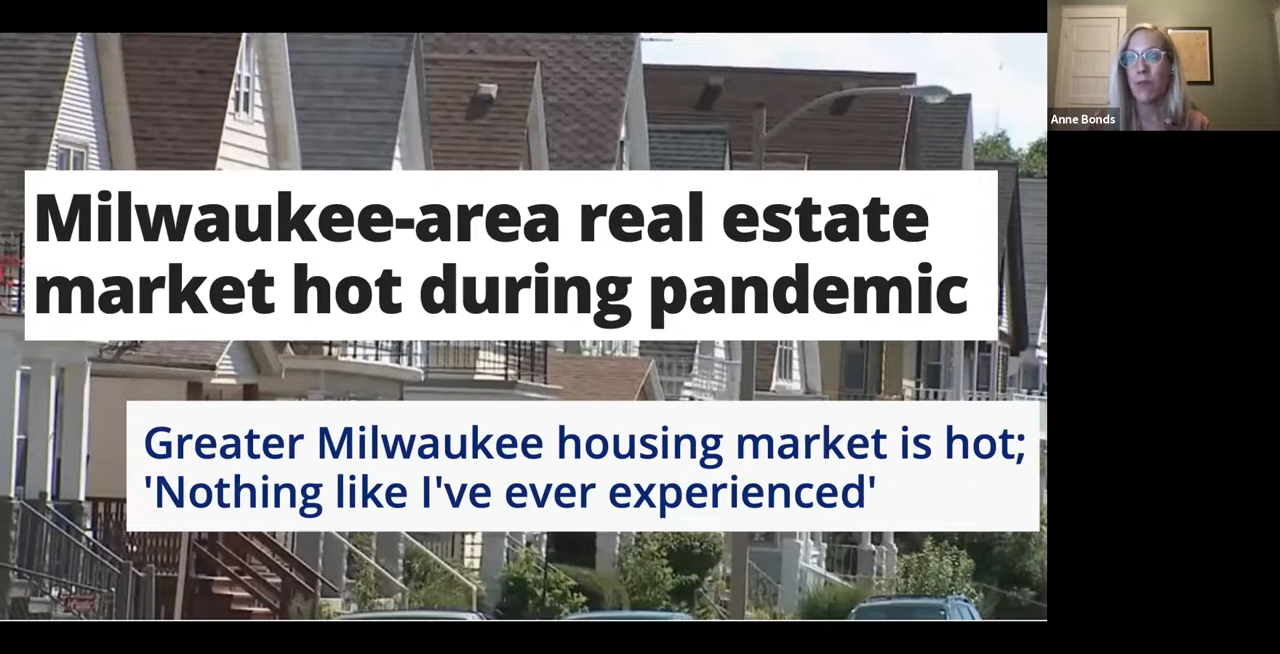 Milwaukee-area real estate
market hot during pandemic
Greater Milwaukee housing market is hot;
'Nothing like I've ever experienced'
Anne Bonds